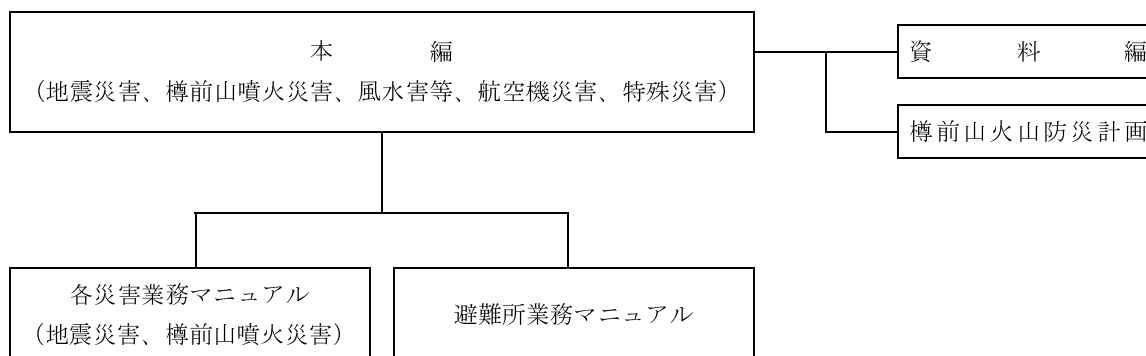 本編
（地震災害、樽前山噴火災害、風水害等、航空機災害、特殊災害）
資料編
樽前山火山防災計画
各災害業務マニュアル
（地震災害、樽前山噴火災害）
避難所業務マニュアル